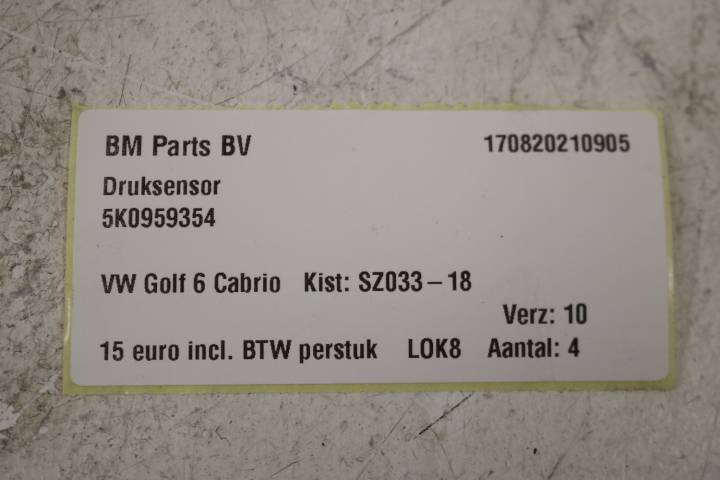 BM Parts BV 170820210905
Druksensor
5K0959354
VW Golf 6 Cabrio Kist: SZ033-18
Verz: 10
15 euro incl. BTW perstuk LOK8 Aantal: 4